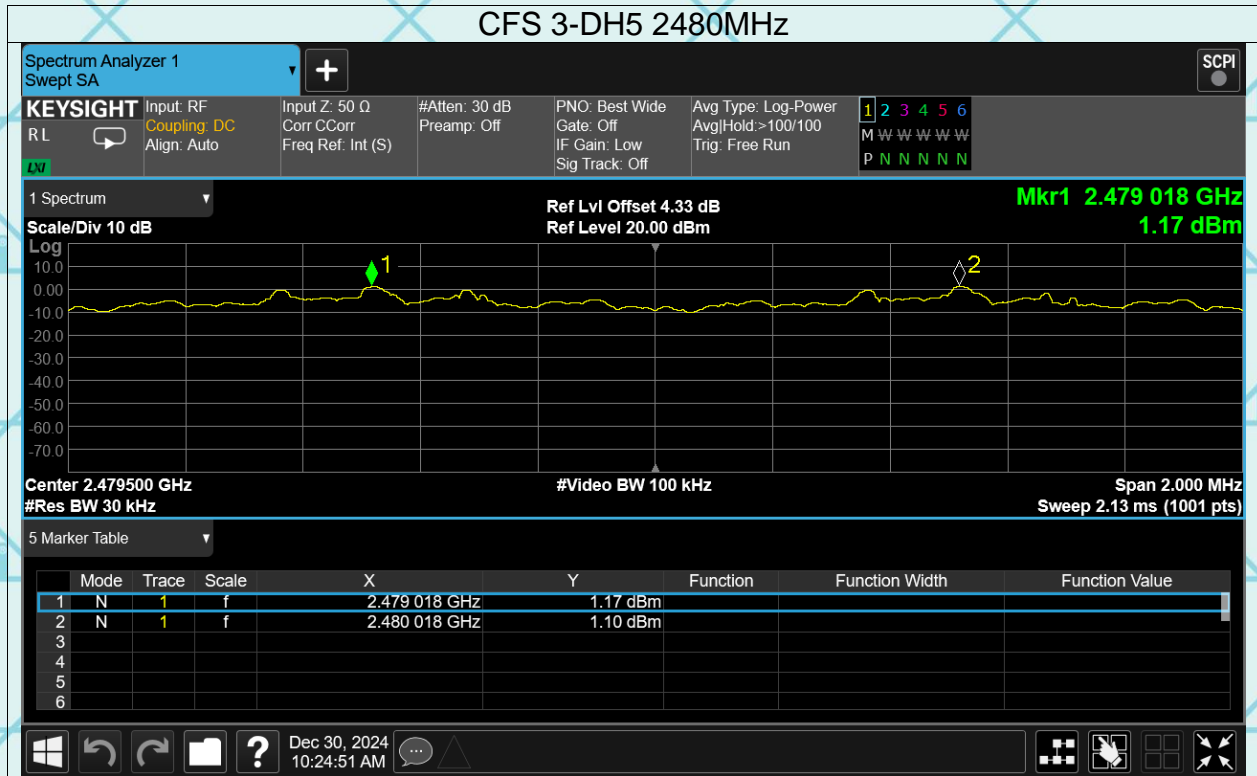 CFS 3-DH5 2480MHz
Spectrum Analyzer 1
Swept SA
SCPI
KEYSIGHT
RL
LXI
Input: RF
Coupling: DC
Align: Auto
Input Z: 50 Ω
Corr CCorr
Freq Ref: Int (S)
#Atten: 30 dB
Preamp: Off
PNO: Best Wide
Gate: Off
IF Gain: Low
Sig Track: Off
Avg Type: Log-Power
Avg|Hold:>100/100
Trig: Free Run
1 2 3 4 5 6
M W W W W W
P N N N N N
1 Spectrum
Scale/Div 10 dB
Ref Lvl Offset 4.33 dB
Ref Level 20.00 dBm
Mkr1 2.479 018 GHz
1.17 dBm
Log
10.0
0.00
-10.0
-20.0
-30.0
-40.0
-50.0
-60.0
-70.0
1
2
Center 2.479500 GHz
#Res BW 30 kHz
#Video BW 100 kHz
Span 2.000 MHz
Sweep 2.13 ms (1001 pts)
5 Marker Table
Mode Trace Scale X Y Function Function Width Function Value
1 N 1 f 2.479 018 GHz 1.17 dBm
2 N 1 f 2.480 018 GHz 1.10 dBm
3
4
5
6
?
Dec 30, 2024
10:24:51 AM